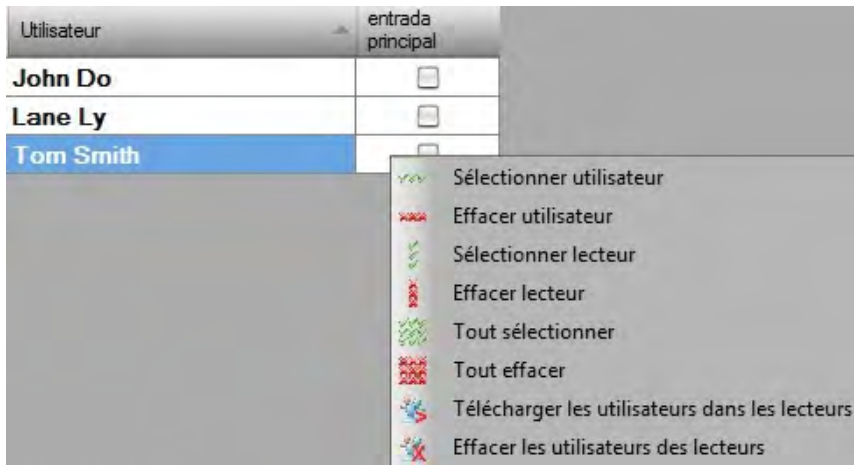 Utilisateur
entrada
principal
John Do
Lane Ly
Tom Smith
Sélectionner utilisateur
Effacer utilisateur
Sélectionner lecteur
Effacer lecteur
Tout sélectionner
Tout effacer
Télécharger les utilisateurs dans les lecteurs
Effacer les utilisateurs des lecteurs